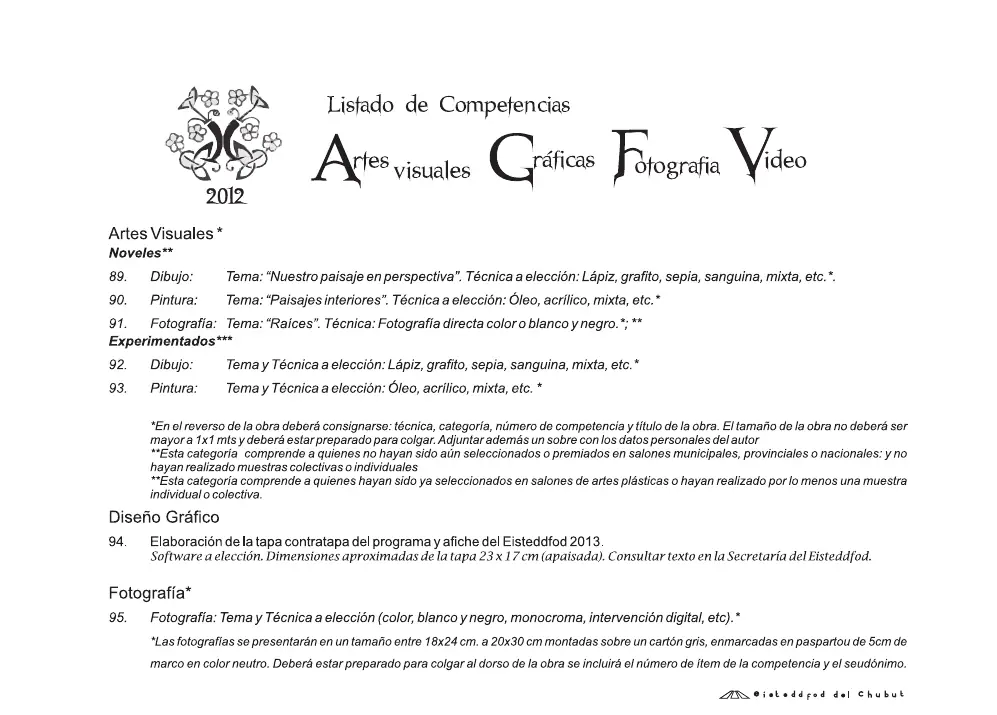 Listado de Competencias
Artes visuales Gráficas Fotografia Video
2012
Artes Visuales *
Noveles**
89. Dibujo: Tema: “Nuestro paisaje en perspectiva”. Técnica a elección: Lápiz, grafito, sepia, sanguina, mixta, etc.*.
90. Pintura: Tema: “Paisajes interiores”. Técnica a elección: Óleo, acrílico, mixta, etc.*
91. Fotografía: Tema: “Raíces”. Técnica: Fotografía directa color o blanco y negro.*; **
Experimentados***
92. Dibujo: Tema y Técnica a elección: Lápiz, grafito, sepia, sanguina, mixta, etc.*
93. Pintura: Tema y Técnica a elección: Óleo, acrílico, mixta, etc. *
*En el reverso de la obra deberá consignarse: técnica, categoría, número de competencia y título de la obra. El tamaño de la obra no deberá ser
mayor a 1x1 mts y deberá estar preparado para colgar. Adjuntar además un sobre con los datos personales del autor
**Esta categoría comprende a quienes no hayan sido aún seleccionados o premiados en salones municipales, provinciales o nacionales: y no
hayan realizado muestras colectivas o individuales
**Esta categoría comprende a quienes hayan sido ya seleccionados en salones de artes plásticas o hayan realizado por lo menos una muestra
individual o colectiva.
Diseño Gráfico
94. Elaboración de la tapa contratapa del programa y afiche del Eisteddfod 2013.
Software a elección. Dimensiones aproximadas de la tapa 23 x 17 cm (apaisada). Consultar texto en la Secretaría del Eisteddfod.
Fotografía*
95. Fotografía: Tema y Técnica a elección (color, blanco y negro, monocroma, intervención digital, etc).*
*Las fotografías se presentarán en un tamaño entre 18x24 cm. a 20x30 cm montadas sobre un cartón gris, enmarcadas en paspartou de 5cm de
marco en color neutro. Deberá estar preparado para colgar al dorso de la obra se incluirá el número de ítem de la competencia y el seudónimo.
eisteddfod del Chubut